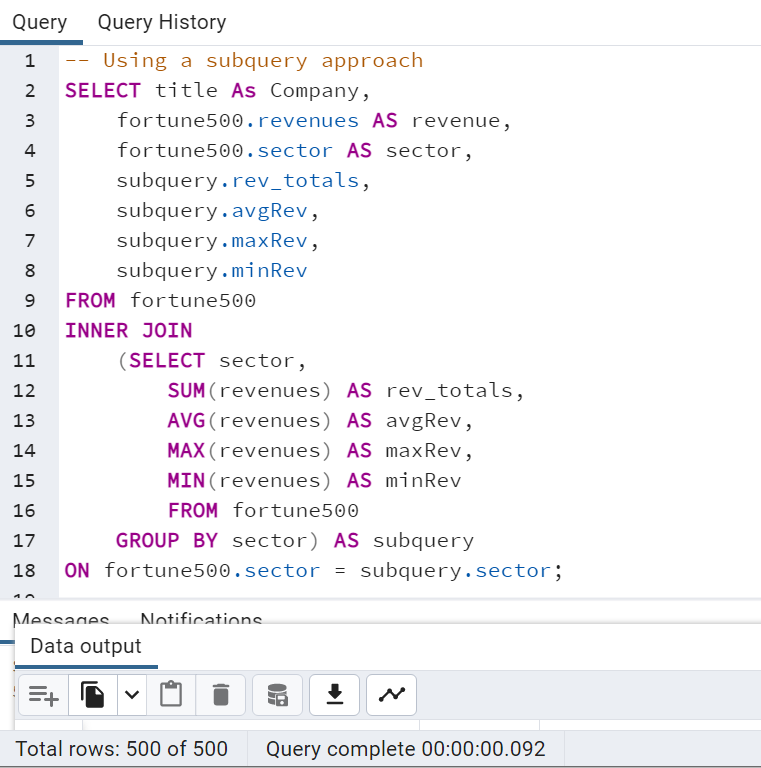 Query Query History
1 -- Using a subquery approach
2 SELECT title As Company,
3 fortune500.revenues AS revenue,
4 fortune500.sector AS sector,
5 subquery.rev_totals,
6 subquery.avgRev,
7 subquery.maxRev,
8 subquery.minRev
9 FROM fortune500
10 INNER JOIN
11 (SELECT sector,
12 SUM(revenues) AS rev_totals,
13 AVG(revenues) AS avgRev,
14 MAX(revenues) AS maxRev,
15 MIN(revenues) AS minRev
16 FROM fortune500
17 GROUP BY sector) AS subquery
18 ON fortune500.sector = subquery.sector;
Messages Notifications
Data output
Total rows: 500 of 500 Query complete 00:00:00.092